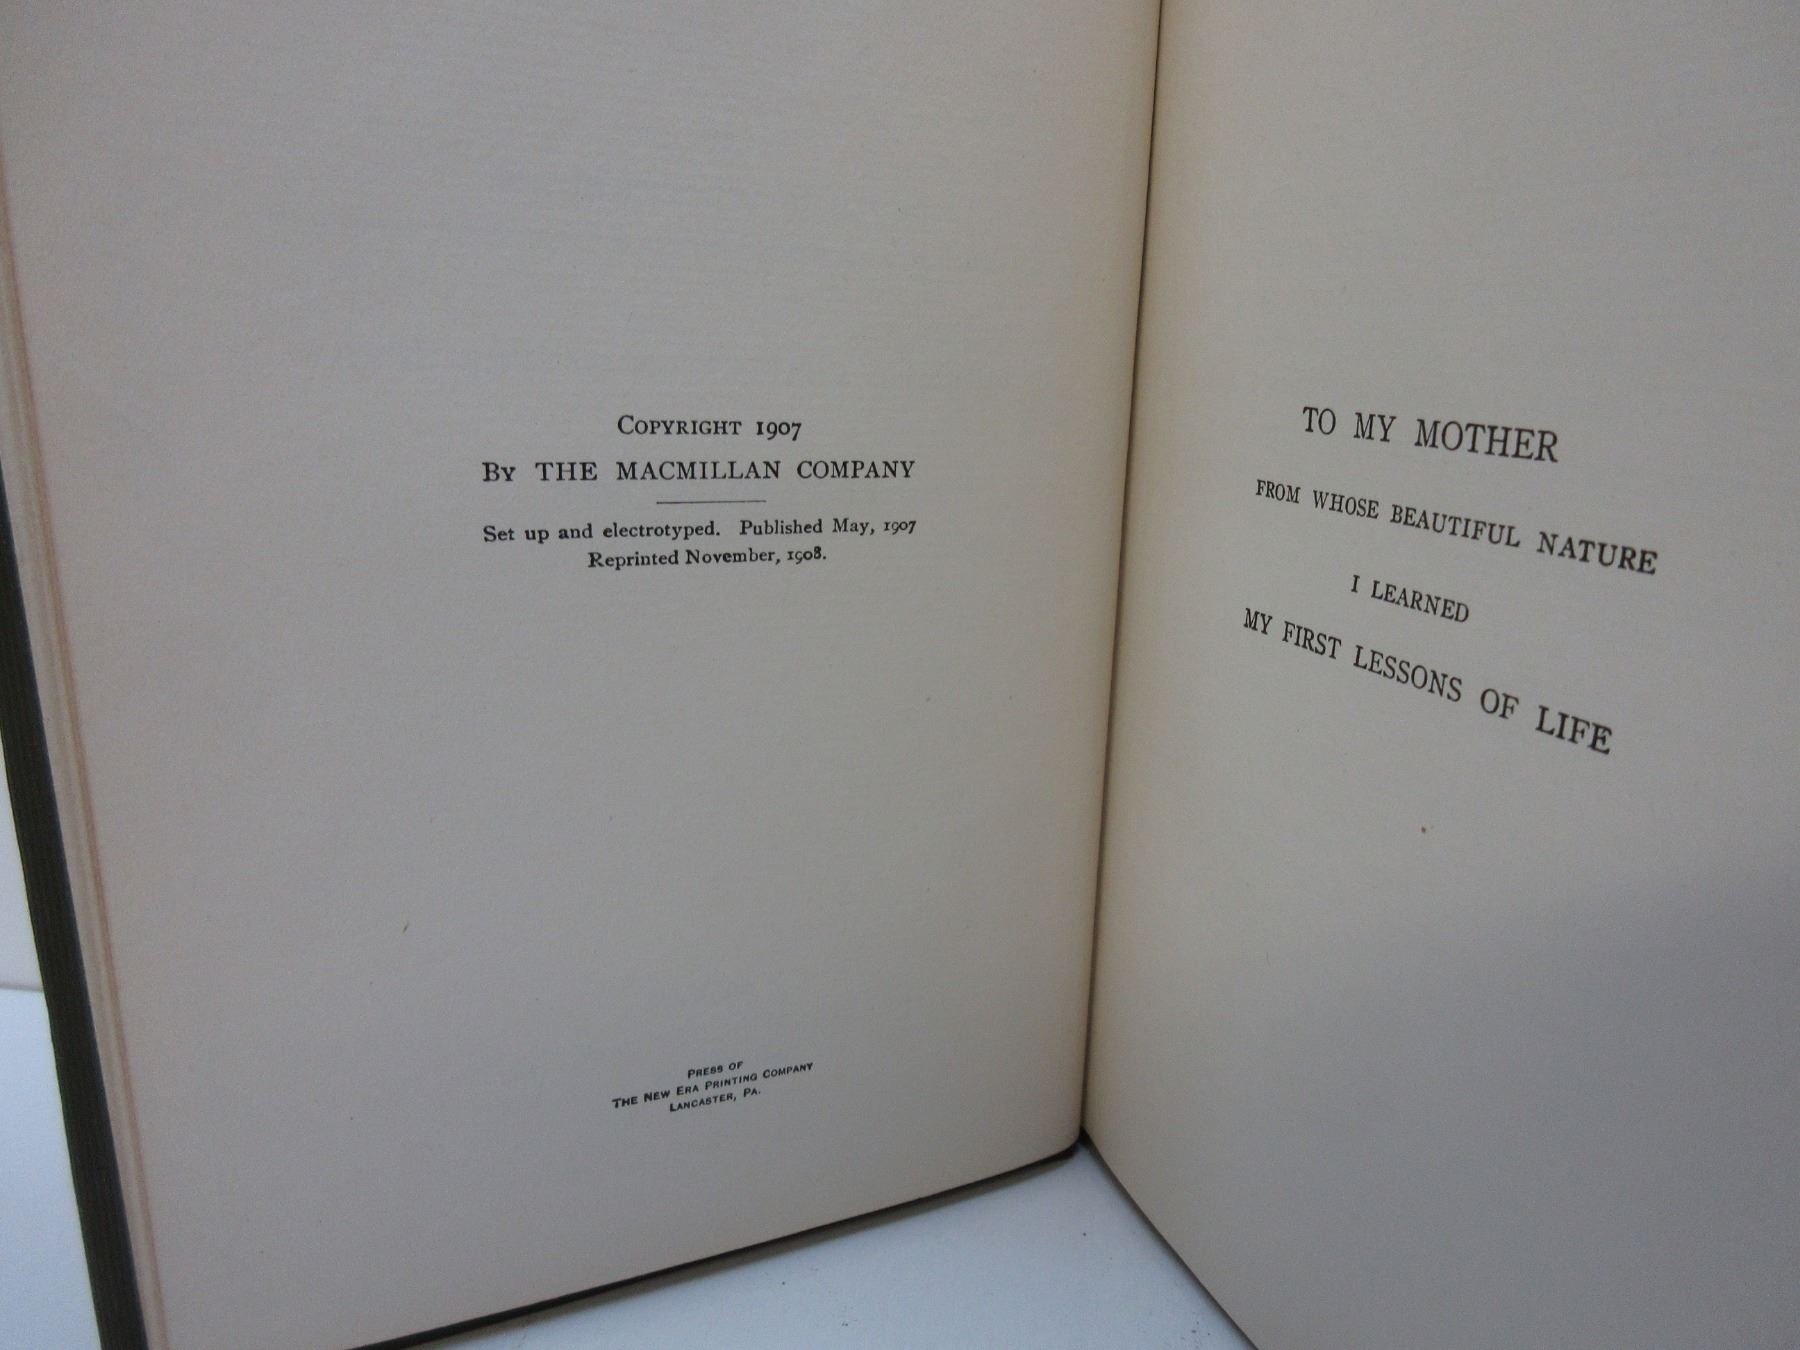 Copyright 1907
By THE MACMILLAN COMPANY
Set up and electrotyped. Published May, 1907
Reprinted November, 1908.
Press of
The New Era Printing Company
Lancaster, Pa.
TO MY MOTHER
FROM WHOSE BEAUTIFUL NATURE
I LEARNED
MY FIRST LESSONS OF LIFE